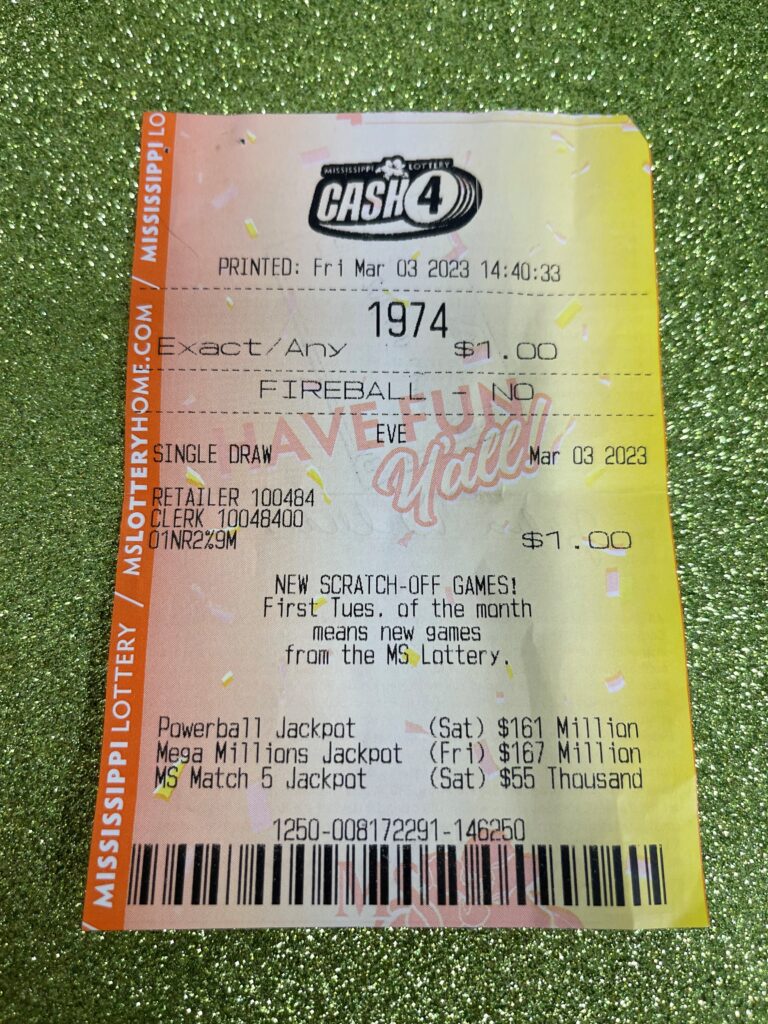 MISSISSIPPI LOTTERY
CASH 4
PRINTED: Fri Mar 03 2023 14:40:33
1974
Exact/Any $1.00
FIREBALL - NO
HAVE FUN
Y'all!
EVE
SINGLE DRAW Mar 03 2023
RETAILER 100484
CLERK 10048400
01NR2%9M $1.00
NEW SCRATCH-OFF GAMES!
First Tues. of the month
means new games
from the MS Lottery.
Powerball Jackpot (Sat) $161 Million
Mega Millions Jackpot (Fri) $167 Million
MS Match 5 Jackpot (Sat) $55 Thousand
1250-008172291-146250
MISSISSIPPI LOTTERY / MSLOTTERYHOME.COM / MISSISSIPPI LO